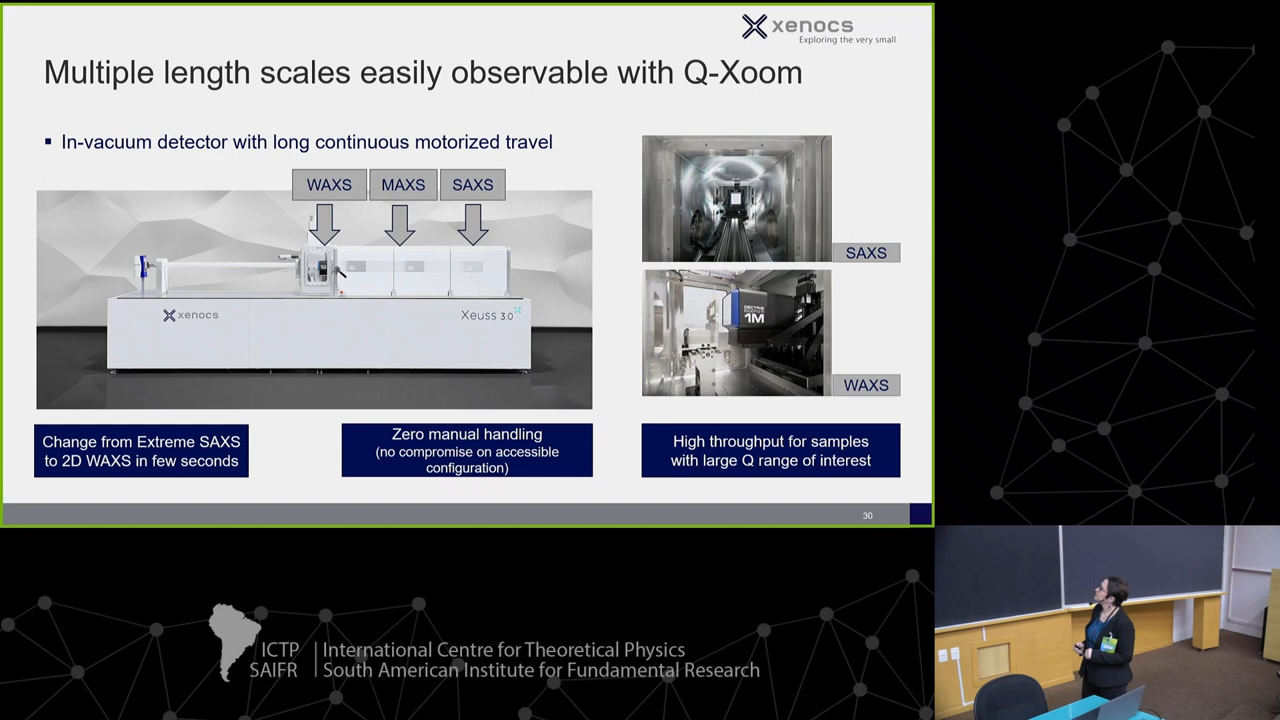 xenocs
Exploring the very small
Multiple length scales easily observable with Q-Xoom
In-vacuum detector with long continuous motorized travel
WAXS
MAXS
SAXS
xenocs
Xeuss 3.0
SAXS
1M
WAXS
Change from Extreme SAXS
to 2D WAXS in few seconds
Zero manual handling
(no compromise on accessible
configuration)
High throughput for samples
with large Q range of interest
30
ICTP
SAIFR
International Centre for Theoretical Physics
South American Institute for Fundamental Research